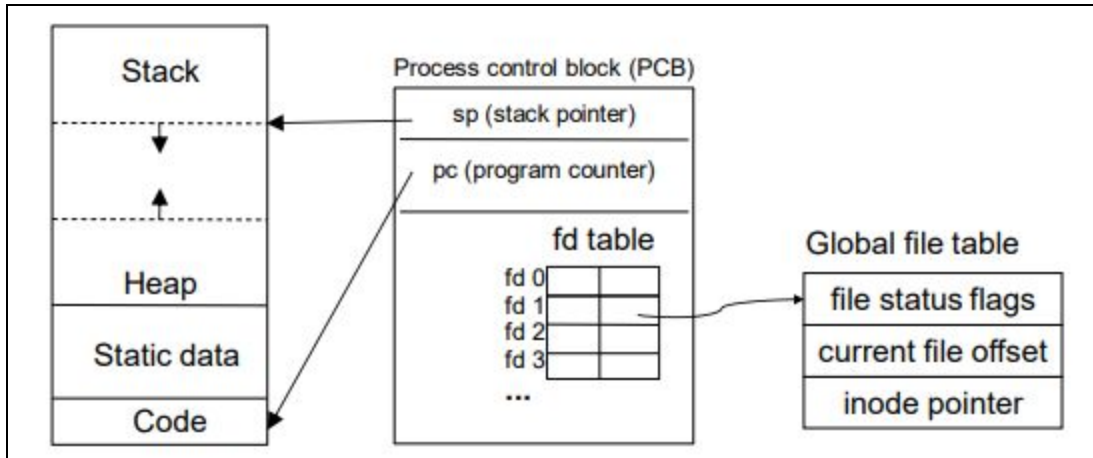 Stack
Heap
Static data
Code
Process control block (PCB)
sp (stack pointer)
pc (program counter)
fd table
fd 0
fd 1
fd 2
fd 3
...
Global file table
file status flags
current file offset
inode pointer